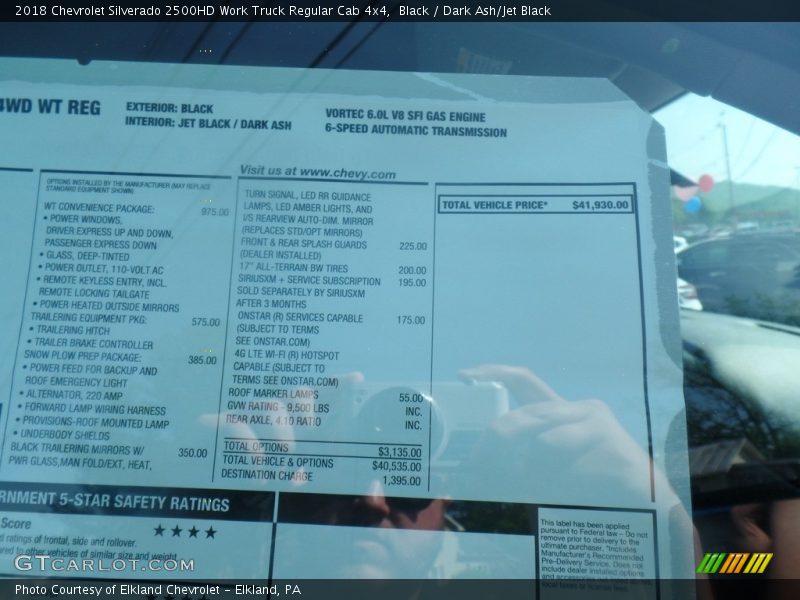 2018 Chevrolet Silverado 2500HD Work Truck Regular Cab 4x4, Black / Dark Ash/Jet Black
4WD WT REG
EXTERIOR: BLACK
INTERIOR: JET BLACK / DARK ASH
VORTEC 6.0L V8 SFI GAS ENGINE
6-SPEED AUTOMATIC TRANSMISSION
Visit us at www.chevy.com
OPTIONS INSTALLED BY THE MANUFACTURER (MAY REPLACE
STANDARD EQUIPMENT SHOWN)
WT CONVENIENCE PACKAGE: 975.00
• POWER WINDOWS,
DRIVER EXPRESS UP AND DOWN,
PASSENGER EXPRESS DOWN
• GLASS, DEEP-TINTED
• POWER OUTLET, 110-VOLT AC
• REMOTE KEYLESS ENTRY, INCL.
REMOTE LOCKING TAILGATE
• POWER HEATED OUTSIDE MIRRORS
TRAILERING EQUIPMENT PKG: 575.00
• TRAILERING HITCH
• TRAILER BRAKE CONTROLLER
SNOW PLOW PREP PACKAGE: 385.00
• POWER FEED FOR BACKUP AND
ROOF EMERGENCY LIGHT
• ALTERNATOR, 220 AMP
• FORWARD LAMP WIRING HARNESS
• PROVISIONS-ROOF MOUNTED LAMP
• UNDERBODY SHIELDS
BLACK TRAILERING MIRRORS W/ 350.00
PWR GLASS,MAN FOLD/EXT, HEAT,
TURN SIGNAL, LED RR GUIDANCE
LAMPS, LED AMBER LIGHTS, AND
I/S REARVIEW AUTO-DIM. MIRROR
(REPLACES STD/OPT MIRRORS)
FRONT & REAR SPLASH GUARDS 225.00
(DEALER INSTALLED)
17" ALL-TERRAIN BW TIRES 200.00
SIRIUSXM + SERVICE SUBSCRIPTION 195.00
SOLD SEPARATELY BY SIRIUSXM
AFTER 3 MONTHS
ONSTAR (R) SERVICES CAPABLE 175.00
(SUBJECT TO TERMS
SEE ONSTAR.COM)
4G LTE WI-FI (R) HOTSPOT
CAPABLE (SUBJECT TO
TERMS SEE ONSTAR.COM)
ROOF MARKER LAMPS 55.00
GVW RATING - 9,500 LBS INC.
REAR AXLE, 4.10 RATIO INC.
TOTAL OPTIONS $3,135.00
TOTAL VEHICLE & OPTIONS $40,535.00
DESTINATION CHARGE 1,395.00
TOTAL VEHICLE PRICE* $41,930.00
RNMENT 5-STAR SAFETY RATINGS
Score
★★★★
d ratings of frontal, side and rollover.
ared to other vehicles of similar size and weight.
This label has been applied
pursuant to Federal law - Do not
remove prior to delivery to the
ultimate purchaser. *Includes
Manufacturer's Recommended
Pre-Delivery Service. Does not
include dealer installed options
GTCARLOT.COM
Photo Courtesy of Elkland Chevrolet - Elkland, PA